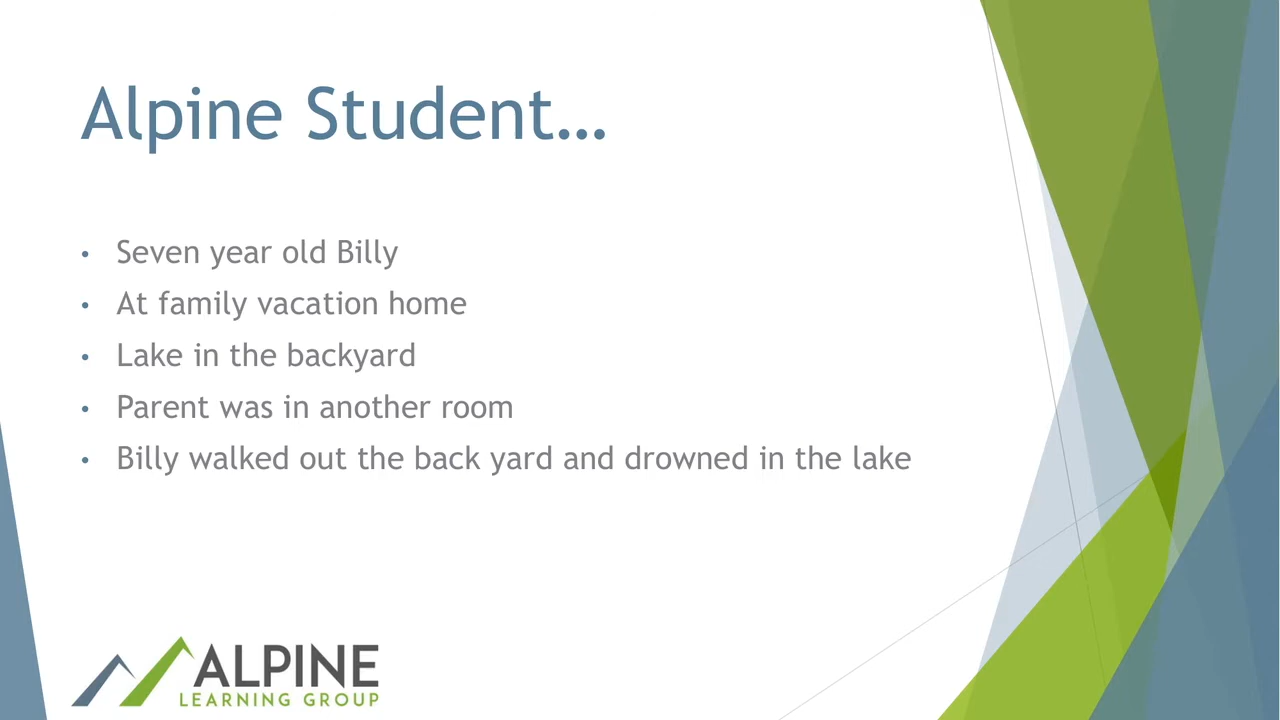 Alpine Student…
• Seven year old Billy
• At family vacation home
• Lake in the backyard
• Parent was in another room
• Billy walked out the back yard and drowned in the lake
ALPINE
LEARNING GROUP